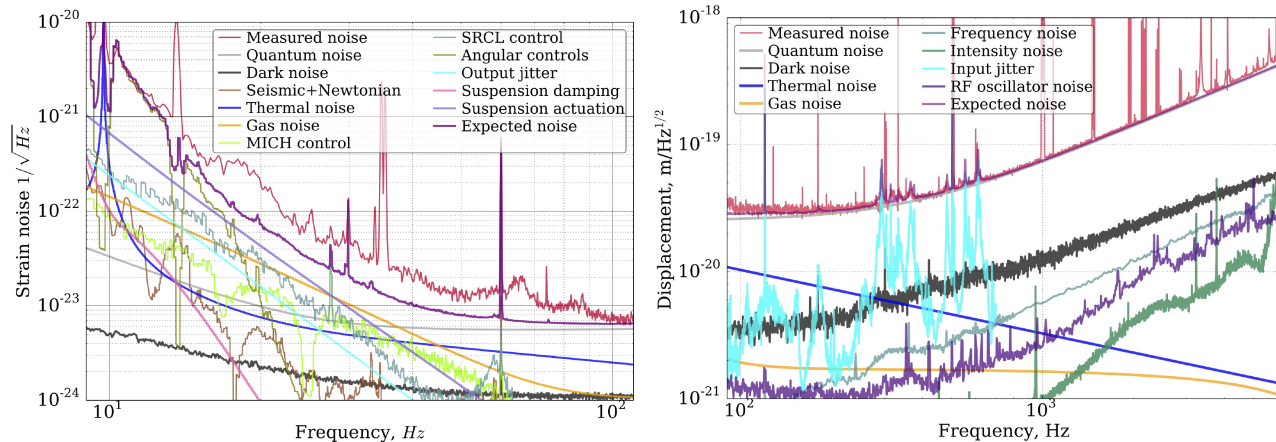 10^-20
10^-21
10^-22
10^-23
10^-24
Strain noise 1/√Hz
Measured noise
Quantum noise
Dark noise
Seismic+Newtonian
Thermal noise
Gas noise
MICH control
SRCL control
Angular controls
Output jitter
Suspension damping
Suspension actuation
Expected noise
10^1
10^2
Frequency, Hz
10^-18
10^-19
10^-20
10^-21
Displacement, m/Hz^1/2
Measured noise
Quantum noise
Dark noise
Thermal noise
Gas noise
Frequency noise
Intensity noise
Input jitter
RF oscillator noise
Expected noise
10^2
10^3
Frequency, Hz